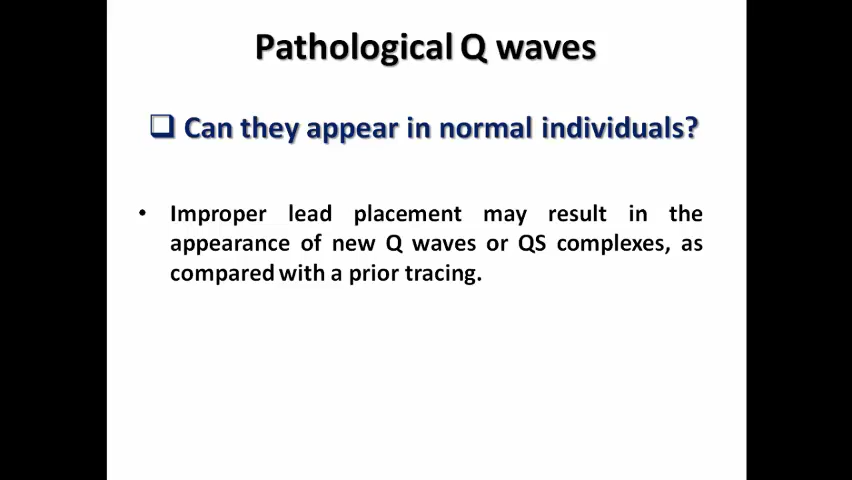 Pathological Q waves
❑ Can they appear in normal individuals?
• Improper lead placement may result in the
appearance of new Q waves or QS complexes, as
compared with a prior tracing.